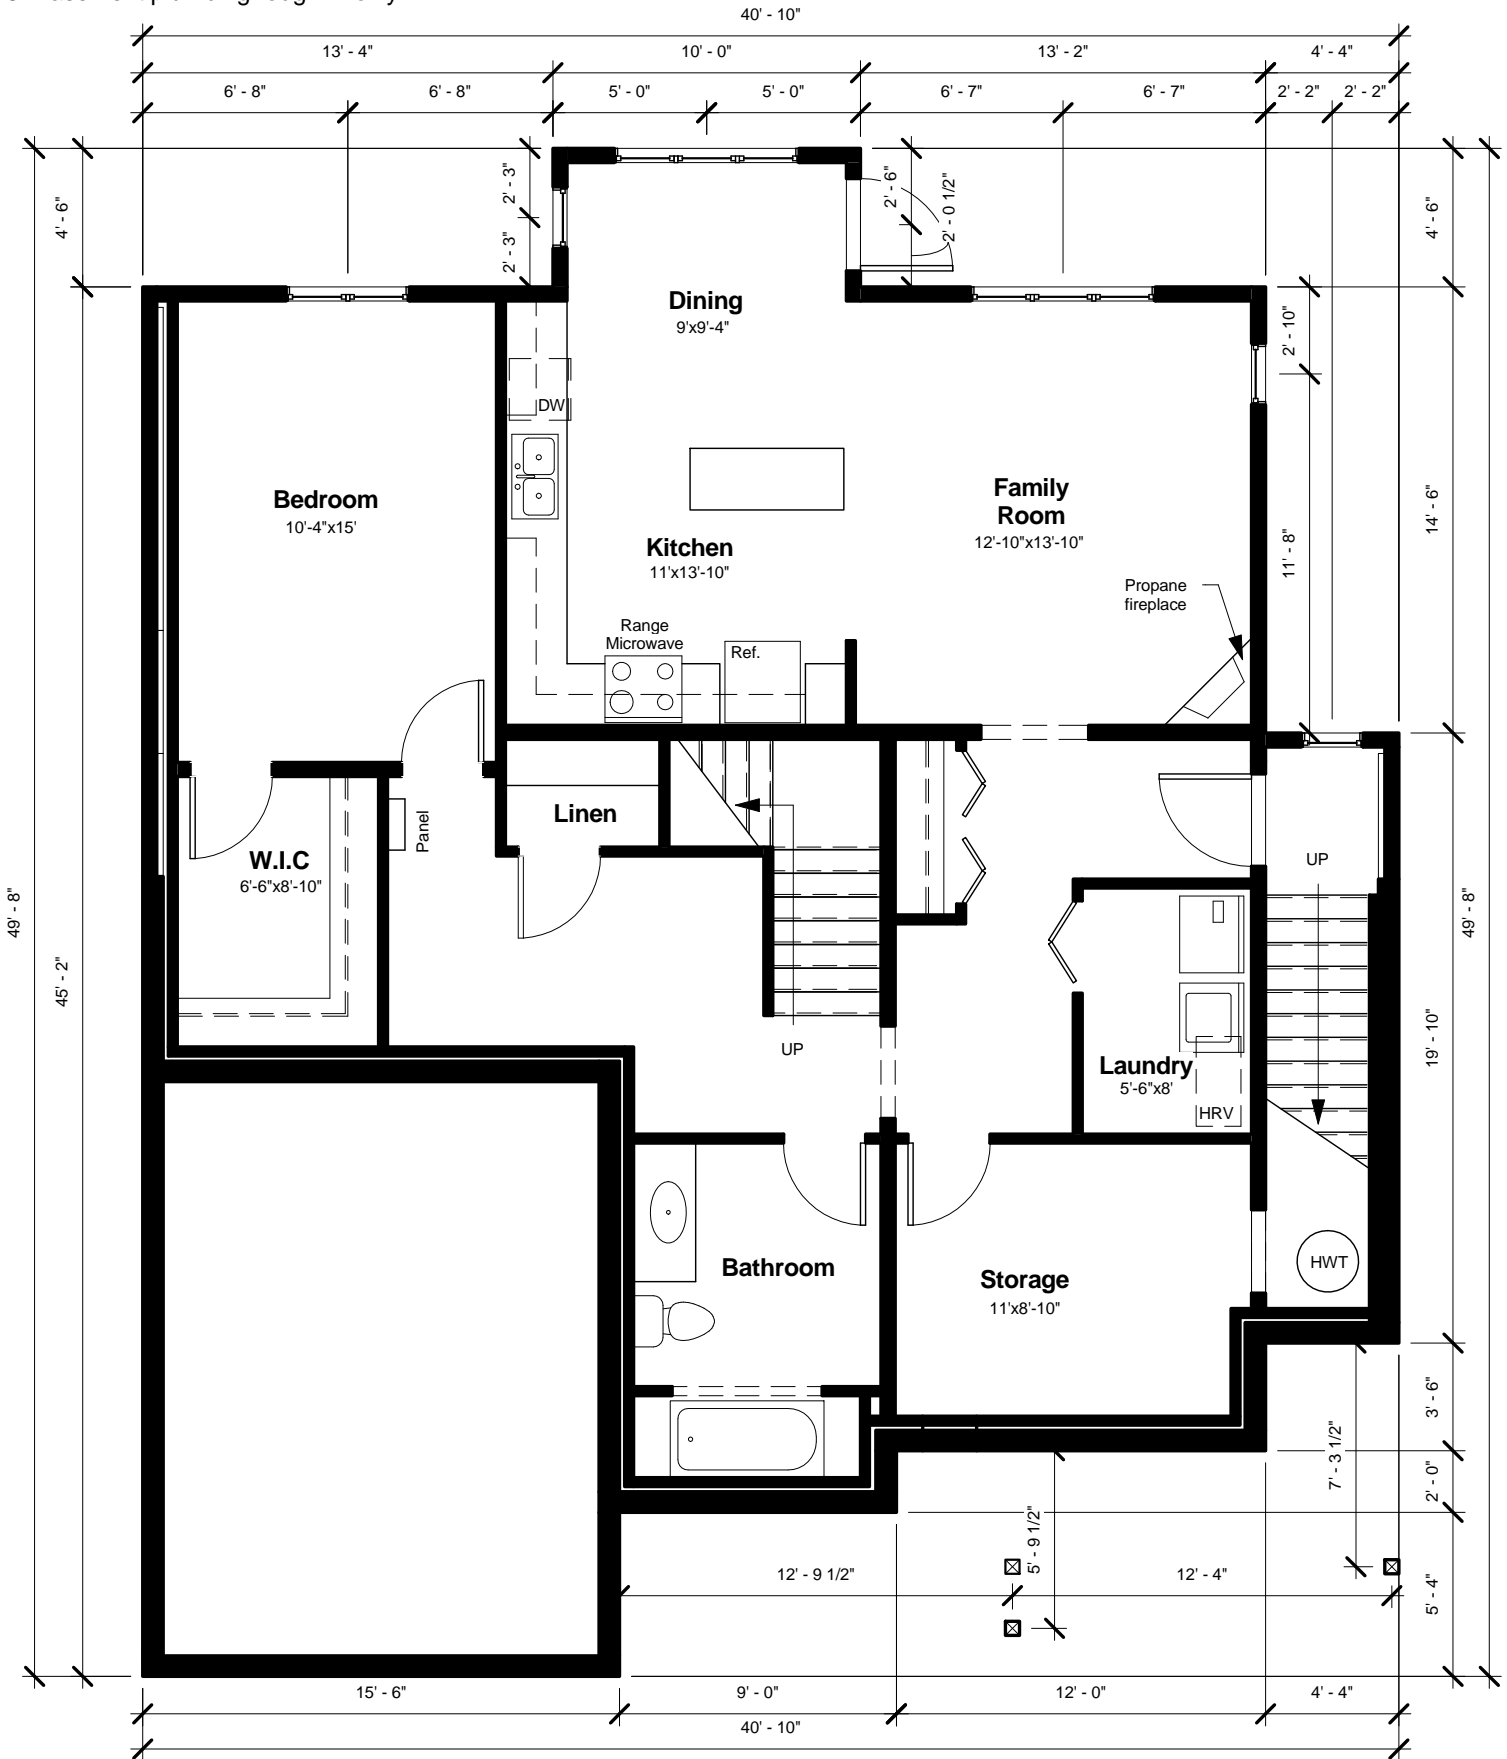 40' - 10"
13' - 4"
10' - 0"
13' - 2"
4' - 4"
6' - 8"
6' - 8"
5' - 0"
5' - 0"
6' - 7"
6' - 7"
2' - 2"
2' - 2"
4' - 6"
2' - 3"
2' - 3"
2' - 6"
2' - 0 1/2"
4' - 6"
Dining
9'x9'-4"
2' - 10"
DW
Bedroom
10'-4"x15'
Kitchen
11'x13'-10"
Family
Room
12'-10"x13'-10"
14' - 6"
11' - 8"
Propane
fireplace
Range
Microwave
Ref.
Linen
Panel
W.I.C
6'-6"x8'-10"
UP
49' - 8"
45' - 2"
49' - 8"
19' - 10"
UP
Laundry
5'-6"x8'
HRV
Bathroom
Storage
11'x8'-10"
HWT
3' - 6"
7' - 3 1/2"
2' - 0"
5' - 9 1/2"
12' - 9 1/2"
12' - 4"
5' - 4"
15' - 6"
9' - 0"
12' - 0"
4' - 4"
40' - 10"